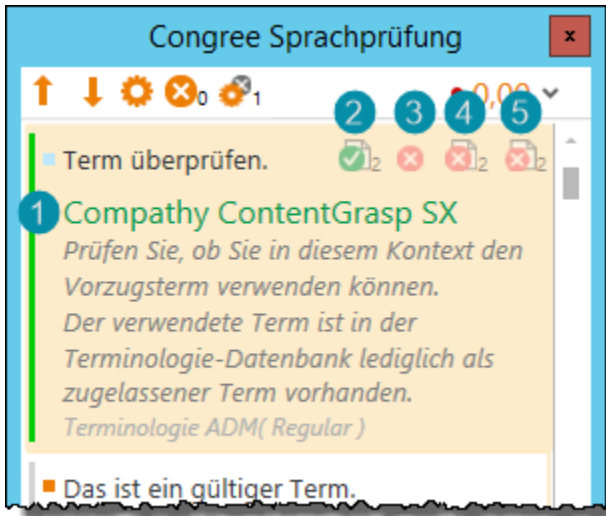 Congree Sprachprüfung x
0 1 0,00
2 3 4 5
Term überprüfen. 2 2 2
1 Compathy ContentGrasp SX
Prüfen Sie, ob Sie in diesem Kontext den
Vorzugsterm verwenden können.
Der verwendete Term ist in der
Terminologie-Datenbank lediglich als
zugelassener Term vorhanden.
Terminologie ADM( Regular )
Das ist ein gültiger Term.